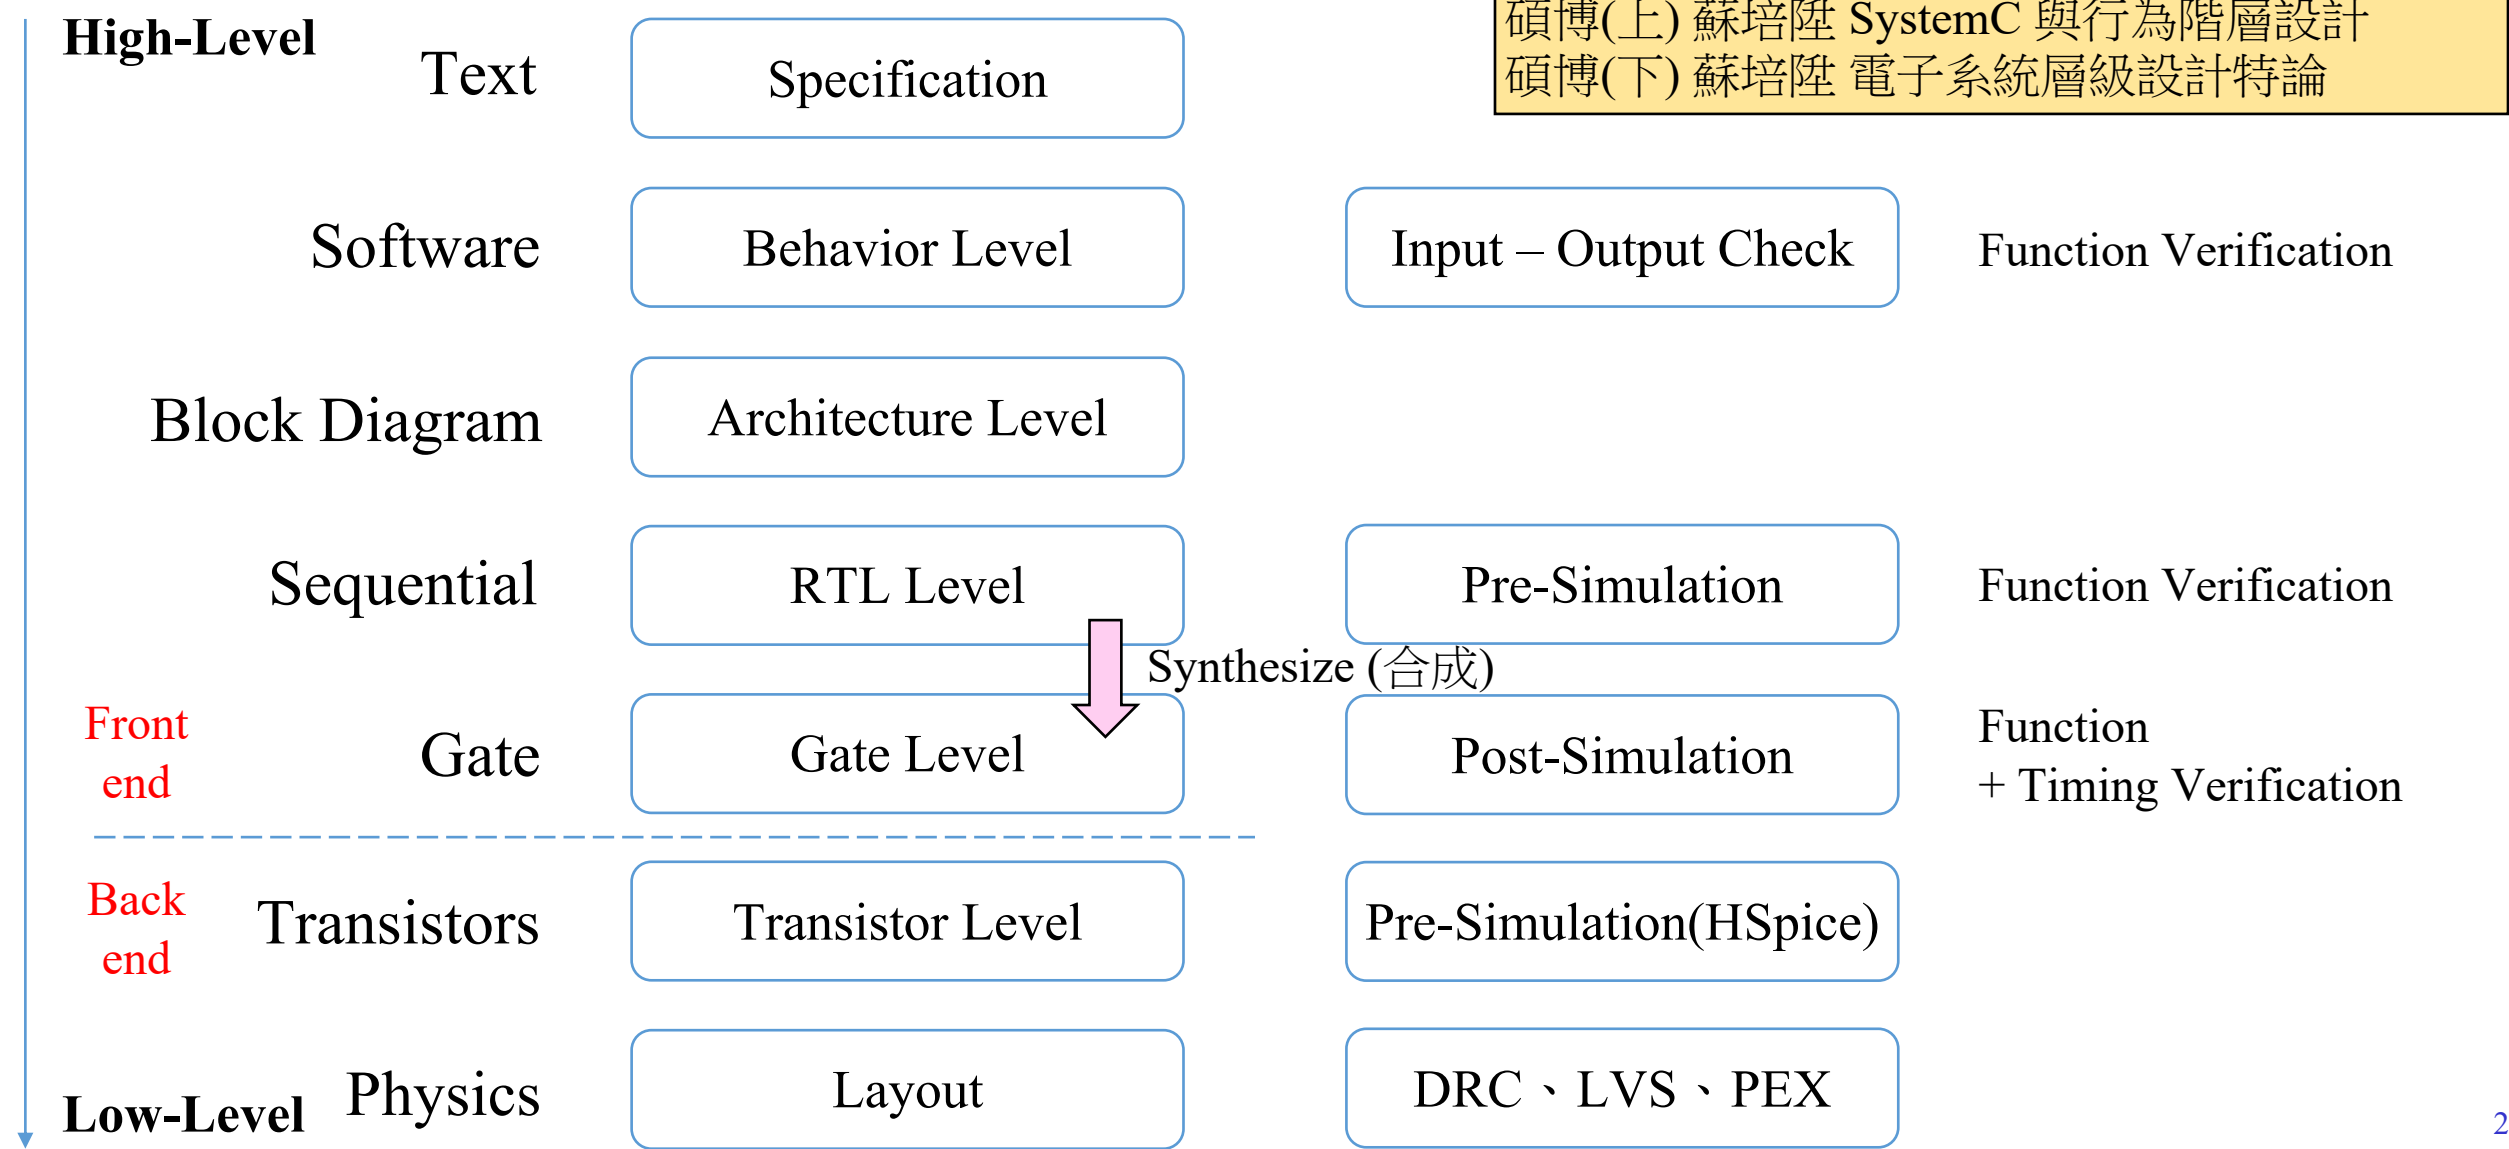 High-Level
碩博(上) 蘇培陞 SystemC 與行為階層設計
碩博(下) 蘇培陞 電子系統層級設計特論
Text
Specification
Software
Behavior Level
Input – Output Check
Function Verification
Block Diagram
Architecture Level
Sequential
RTL Level
Pre-Simulation
Function Verification
Synthesize (合成)
Front
end
Gate
Gate Level
Post-Simulation
Function
+ Timing Verification
Back
end
Transistors
Transistor Level
Pre-Simulation(HSpice)
Low-Level
Physics
Layout
DRC、LVS、PEX
2